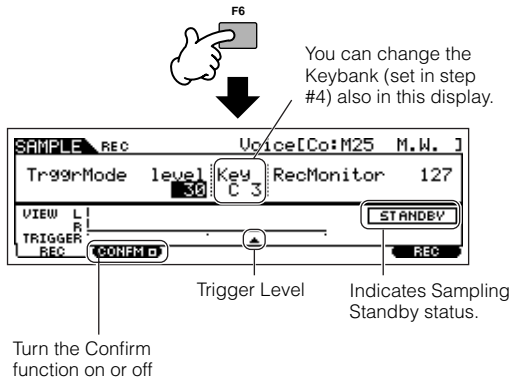 F6
You can change the
Keybank (set in step
#4) also in this display.
SAMPLE REC Voice[Co:M25 M.W. ]
TrggrMode level Key RecMonitor 127
30 C 3
VIEW L
R
STANDBY
TRIGGER
REC CONFM REC
Trigger Level
Indicates Sampling
Standby status.
Turn the Confirm
function on or off